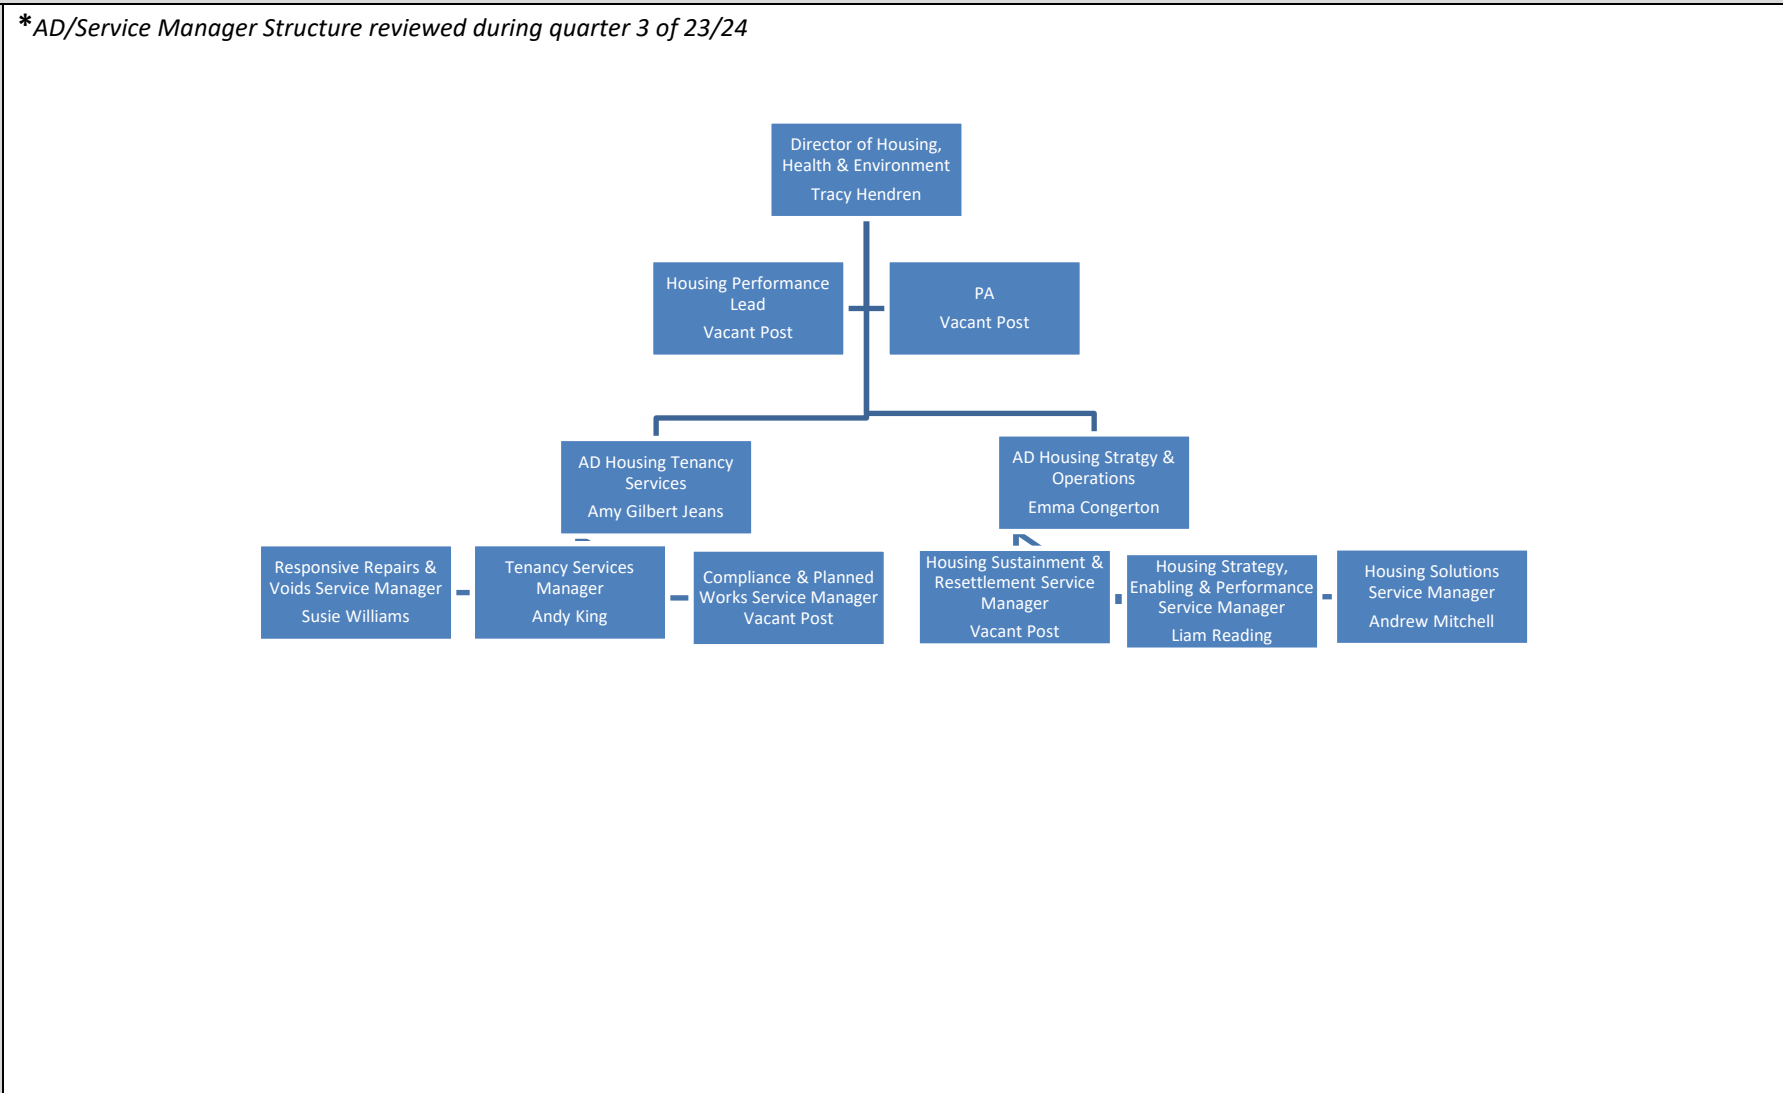 *AD/Service Manager Structure reviewed during quarter 3 of 23/24
Director of Housing,
Health & Environment
Tracy Hendren
Housing Performance
Lead
Vacant Post
PA
Vacant Post
AD Housing Tenancy
Services
Amy Gilbert Jeans
AD Housing Stratgy &
Operations
Emma Congerton
Responsive Repairs &
Voids Service Manager
Susie Williams
Tenancy Services
Manager
Andy King
Compliance & Planned
Works Service Manager
Vacant Post
Housing Sustainment &
Resettlement Service
Manager
Vacant Post
Housing Strategy,
Enabling & Performance
Service Manager
Liam Reading
Housing Solutions
Service Manager
Andrew Mitchell